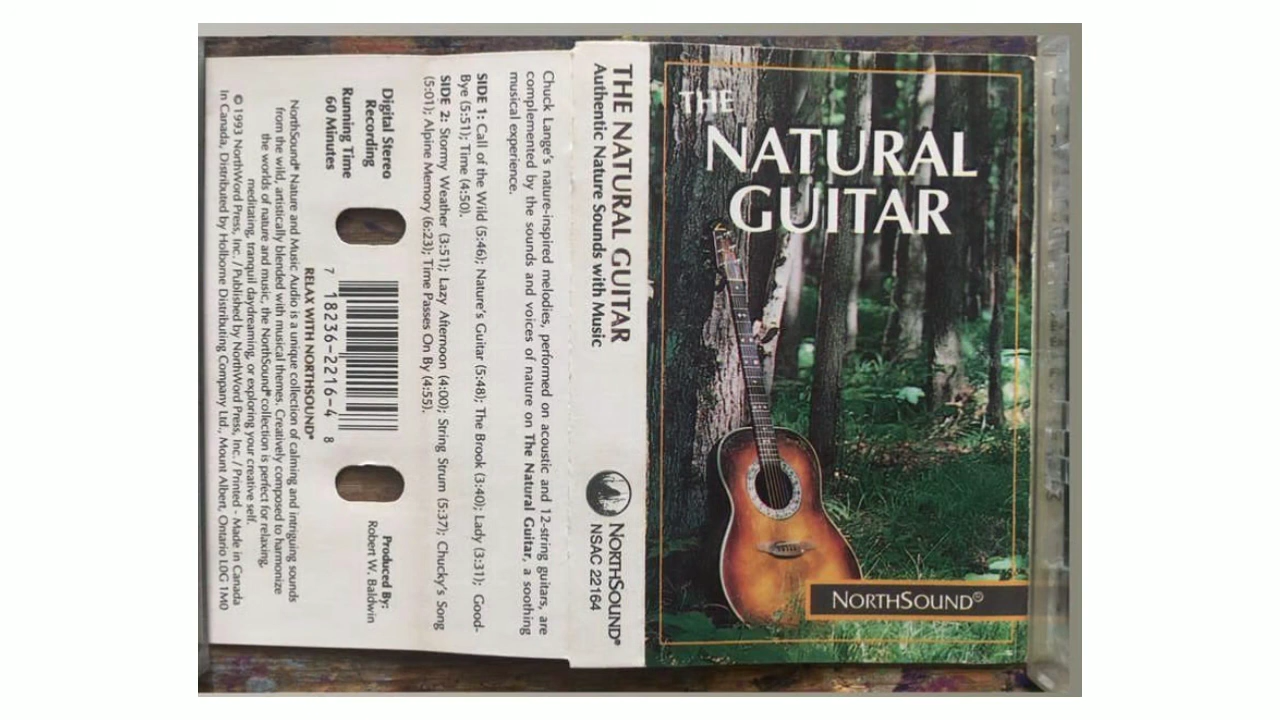 THE
NATURAL
GUITAR
NORTHSOUND®
THE NATURAL GUITAR
Authentic Nature Sounds with Music
NORTHSOUND®
NSAC 22164
Chuck Lange's nature-inspired melodies, performed on acoustic and 12-string guitars, are
complemented by the sounds and voices of nature on The Natural Guitar, a soothing
musical experience.
SIDE 1: Call of the Wild (5:46); Nature's Guitar (5:48); The Brook (3:40); Lady (3:31); Good-
Bye (5:51); Time (4:50).
SIDE 2: Stormy Weather (3:51); Lazy Afternoon (4:00); String Strum (5:37); Chucky's Song
(5:01); Alpine Memory (6:23); Time Passes On By (4:55).
Digital Stereo
Recording
Running Time
60 Minutes
7 18236-2216-4 8
Produced By:
Robert W. Baldwin
RELAX WITH NORTHSOUND®
NorthSound® Nature and Music Audio is a unique collection of calming and intriguing sounds
from the wild, artistically blended with musical themes. Creatively composed to harmonize
the worlds of nature and music, the NorthSound® collection is perfect for relaxing,
meditating, tranquil daydreaming, or exploring your creative self.
© 1993 NorthWord Press, Inc. / Published by NorthWord Press, Inc. / Printed - Made in Canada
In Canada, Distributed by Holborne Distributing Company Ltd., Mount Albert, Ontario L0G 1M0